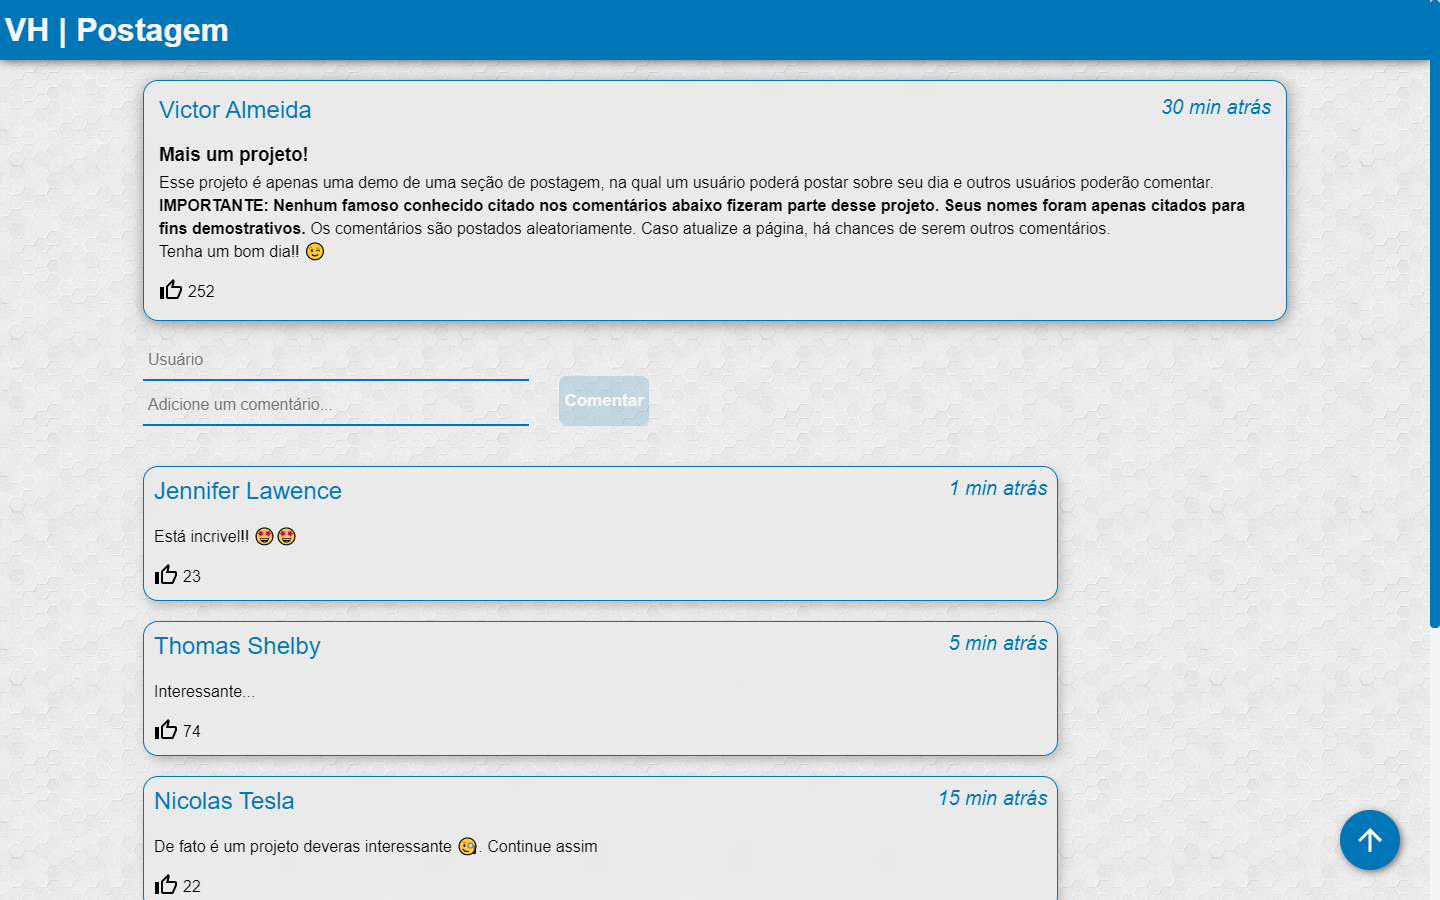 VH | Postagem
Victor Almeida
30 min atrás
Mais um projeto!
Esse projeto é apenas uma demo de uma seção de postagem, na qual um usuário poderá postar sobre seu dia e outros usuários poderão comentar.
IMPORTANTE: Nenhum famoso conhecido citado nos comentários abaixo fizeram parte desse projeto. Seus nomes foram apenas citados para
fins demostrativos. Os comentários são postados aleatoriamente. Caso atualize a página, há chances de serem outros comentários.
Tenha um bom dia!! 😉
252
Usuário
Adicione um comentário...
Comentar
Jennifer Lawence
1 min atrás
Está incrivel!! 🤩🤩
23
Thomas Shelby
5 min atrás
Interessante...
74
Nicolas Tesla
15 min atrás
De fato é um projeto deveras interessante 🧐. Continue assim
22